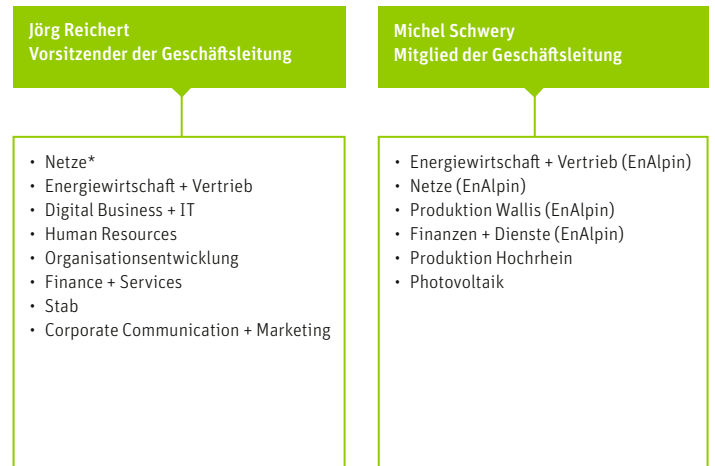 Jörg Reichert
Vorsitzender der Geschäftsleitung
• Netze*
• Energiewirtschaft + Vertrieb
• Digital Business + IT
• Human Resources
• Organisationsentwicklung
• Finance + Services
• Stab
• Corporate Communication + Marketing
Michel Schwery
Mitglied der Geschäftsleitung
• Energiewirtschaft + Vertrieb (EnAlpin)
• Netze (EnAlpin)
• Produktion Wallis (EnAlpin)
• Finanzen + Dienste (EnAlpin)
• Produktion Hochrhein
• Photovoltaik